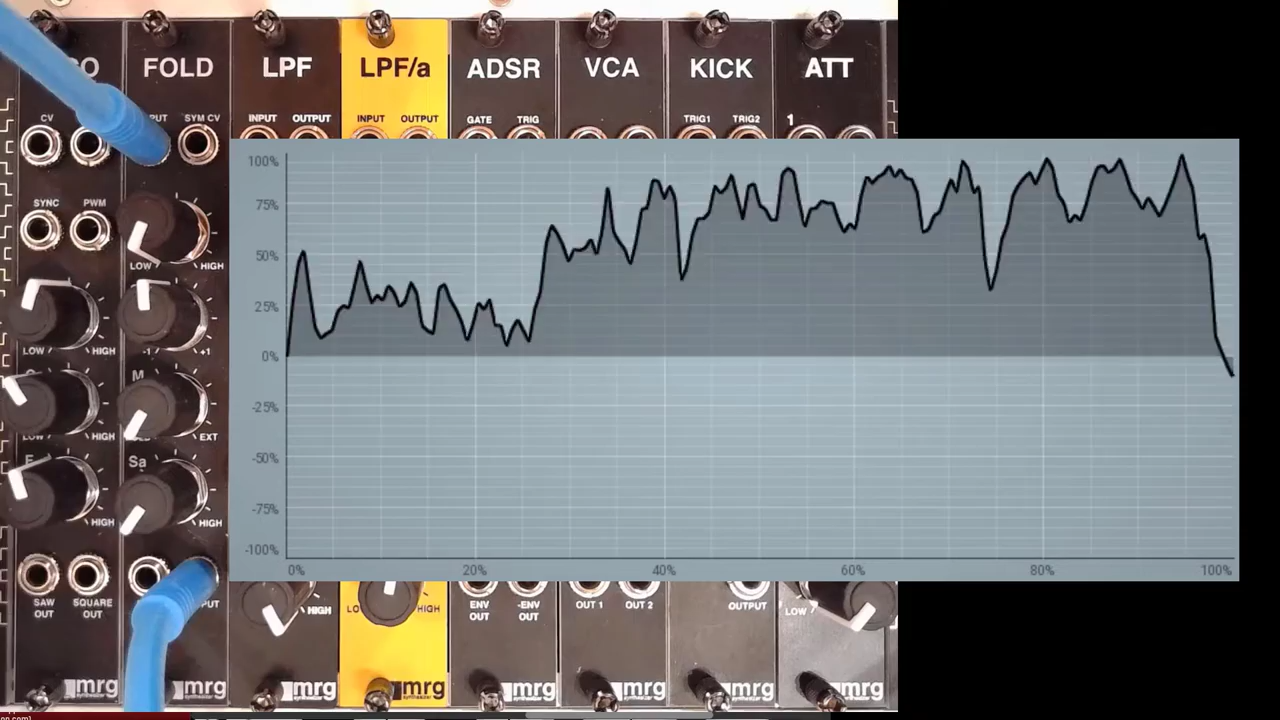 FOLD
LPF
LPF/a
ADSR
VCA
KICK
ATT
CV
SYM CV
INPUT
OUTPUT
INPUT
OUTPUT
GATE
TRIG
TRIG1
TRIG2
1
SYNC
PWM
LOW
HIGH
LOW
HIGH
-1
+1
M
LOW
HIGH
EXT
Sa
HIGH
HIGH
SAW
OUT
SQUARE
OUT
100%
75%
50%
25%
0%
-25%
-50%
-75%
-100%
0%
20%
40%
60%
80%
100%
HIGH
HIGH
ENV
OUT
-ENV
OUT
OUT 1
OUT 2
OUTPUT
LOW
mrg
mrg
mrg
mrg
mrg
mrg
mrg
mrg